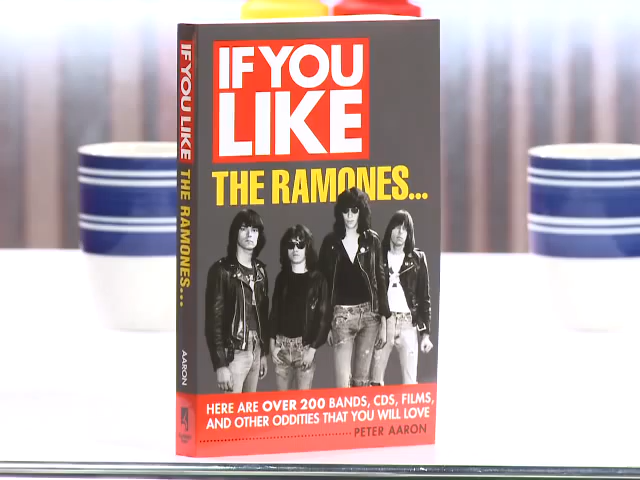 IF YOU LIKE THE RAMONES...
AARON
IF YOU
LIKE
THE RAMONES...
HERE ARE OVER 200 BANDS, CDS, FILMS,
AND OTHER ODDITIES THAT YOU WILL LOVE
PETER AARON